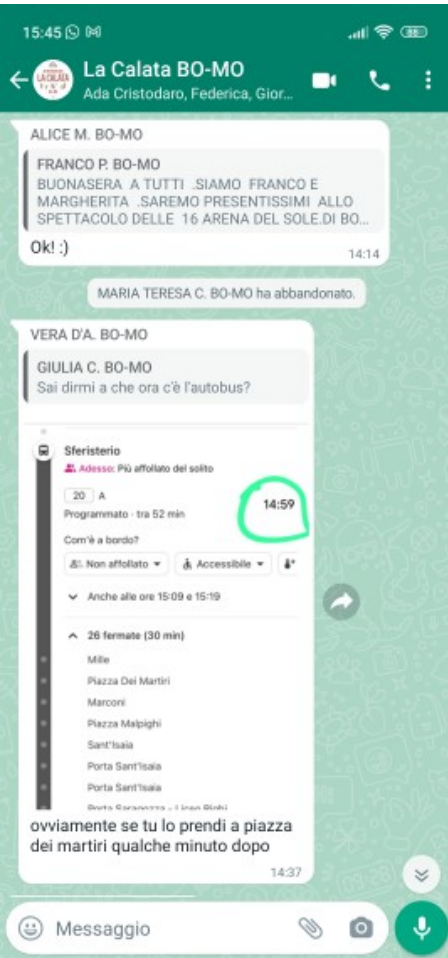 15:45
88
La Calata BO-MO
Ada Cristodaro, Federica, Gior...
ALICE M. BO-MO
FRANCO P. BO-MO
BUONASERA A TUTTI .SIAMO FRANCO E
MARGHERITA .SAREMO PRESENTISSIMI ALLO
SPETTACOLO DELLE 16 ARENA DEL SOLE.DI BO...
Ok! :)
14:14
MARIA TERESA C. BO-MO ha abbandonato.
VERA D'A. BO-MO
GIULIA C. BO-MO
Sai dirmi a che ora c'è l'autobus?
Sferisterio
Adesso: Più affollato del solito
20 A
14:59
Programmato · tra 52 min
Com'è a bordo?
Non affollato Accessibile
Anche alle ore 15:09 e 15:19
26 fermate (30 min)
Mille
Piazza Dei Martiri
Marconi
Piazza Malpighi
Sant'Isaia
Porta Sant'Isaia
Porta Sant'Isaia
Porta Saragozza - Liceo Righi
ovviamente se tu lo prendi a piazza
dei martiri qualche minuto dopo
14:37
Messaggio